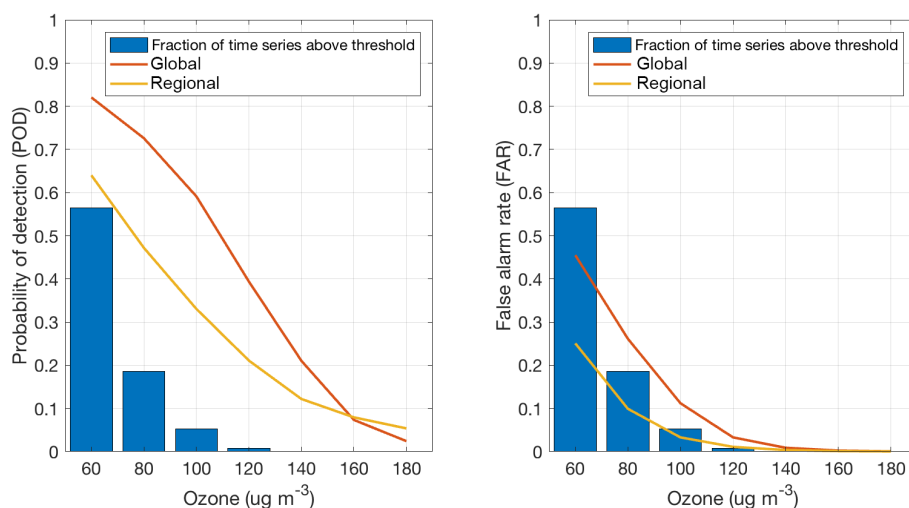 Probability of detection (POD)
1
0.9
0.8
0.7
0.6
0.5
0.4
0.3
0.2
0.1
0
Fraction of time series above threshold
Global
Regional
60 80 100 120 140 160 180
Ozone (ug m-3)
False alarm rate (FAR)
1
0.9
0.8
0.7
0.6
0.5
0.4
0.3
0.2
0.1
0
Fraction of time series above threshold
Global
Regional
60 80 100 120 140 160 180
Ozone (ug m-3)